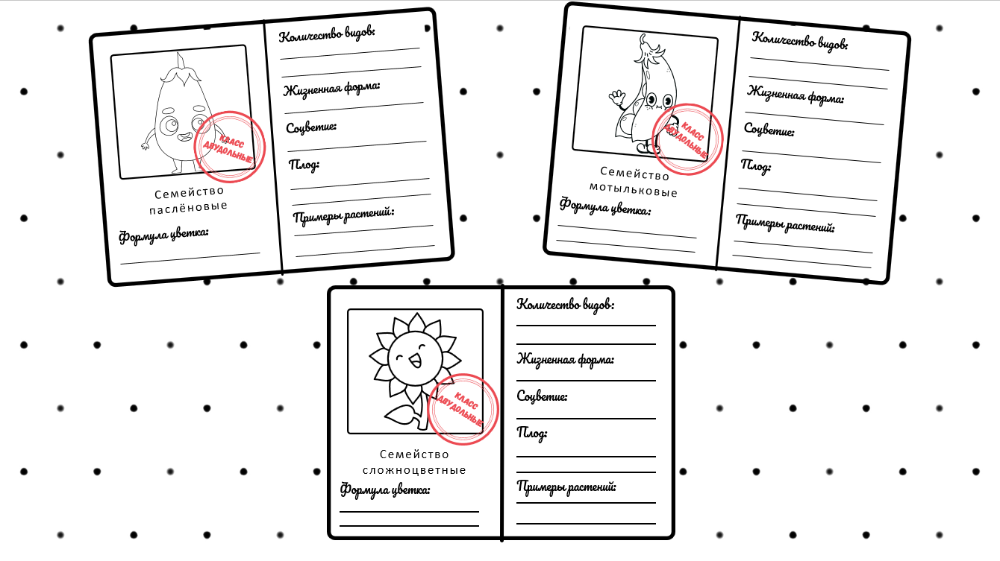 КЛАСС
ДВУДОЛЬНЫЕ
Семейство
паслёновые
Формула цветка:
Количество видов:
Жизненная форма:
Соцветие:
Плод:
Примеры растений:
КЛАСС
ДВУДОЛЬНЫЕ
Семейство
мотыльковые
Формула цветка:
Количество видов:
Жизненная форма:
Соцветие:
Плод:
Примеры растений:
КЛАСС
ДВУДОЛЬНЫЕ
Семейство
сложноцветные
Формула цветка:
Количество видов:
Жизненная форма:
Соцветие:
Плод:
Примеры растений: